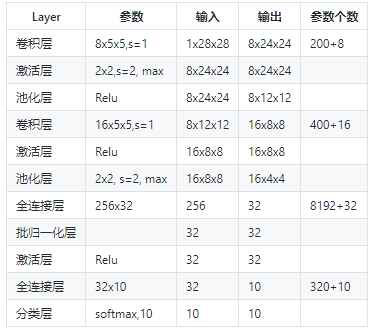 Layer 参数 输入 输出 参数个数
卷积层 8x5x5,s=1 1x28x28 8x24x24 200+8
激活层 2x2,s=2, max 8x24x24 8x24x24
池化层 Relu 8x24x24 8x12x12
卷积层 16x5x5,s=1 8x12x12 16x8x8 400+16
激活层 Relu 16x8x8 16x8x8
池化层 2x2, s=2, max 16x8x8 16x4x4
全连接层 256x32 256 32 8192+32
批归一化层 32 32
激活层 Relu 32 32
全连接层 32x10 32 10 320+10
分类层 softmax,10 10 10